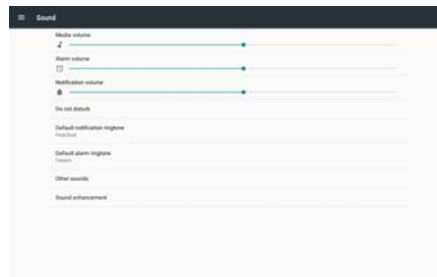 Sound
Media volume
Alarm volume
Notification volume
Do not disturb
Default notification ringtone
Default alarm ringtone
Cesium
Other sounds
Sound enhancement